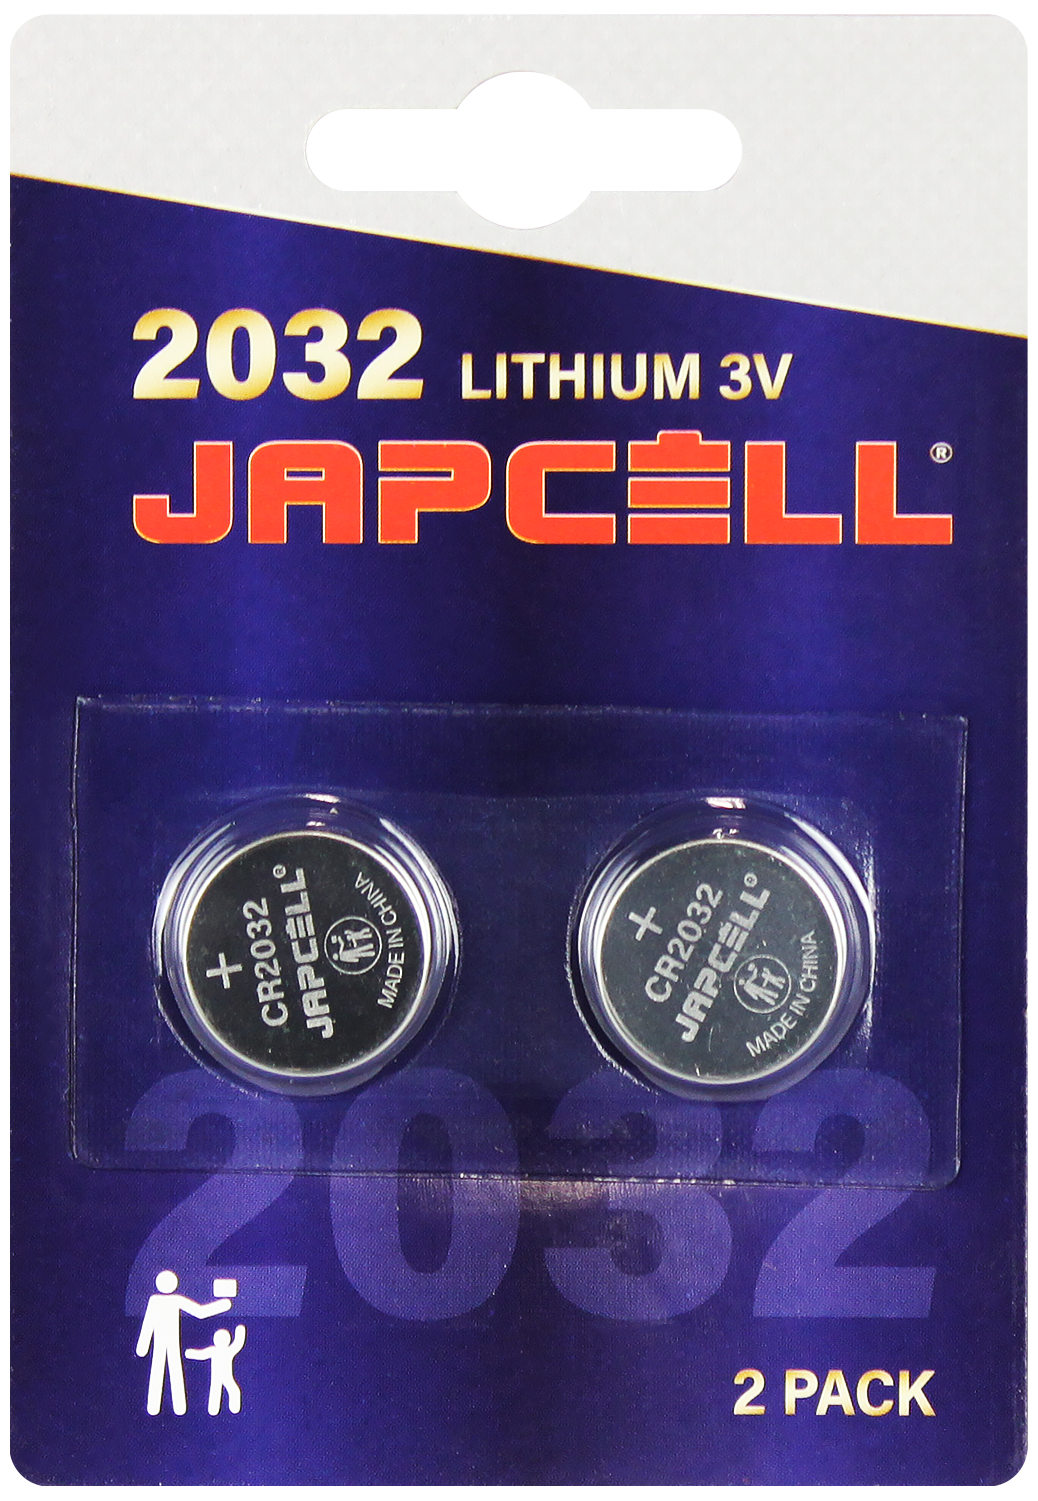 2032 LITHIUM 3V
JAPCELL®
+
CR2032
JAPCELL®
MADE IN CHINA
+
CR2032
JAPCELL®
MADE IN CHINA
2032
2 PACK